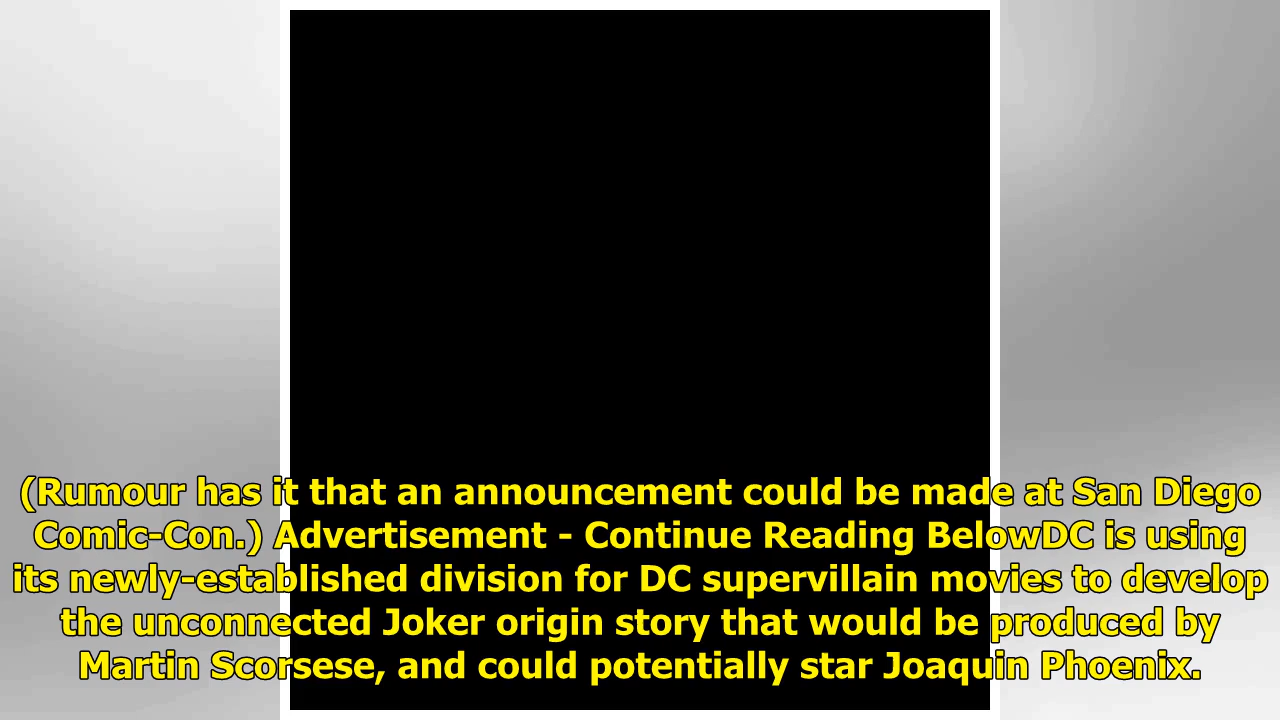 (Rumour has it that an announcement could be made at San Diego
Comic-Con.) Advertisement - Continue Reading BelowDC is using
its newly-established division for DC supervillain movies to develop
the unconnected Joker origin story that would be produced by
Martin Scorsese, and could potentially star Joaquin Phoenix.